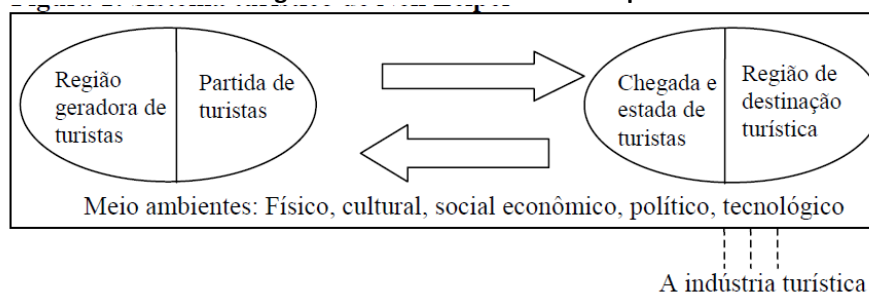 Região
geradora de
turistas
Partida de
turistas
Chegada e
estada de
turistas
Região de
destinação
turística
Meio ambientes: Físico, cultural, social econômico, político, tecnológico
A indústria turística